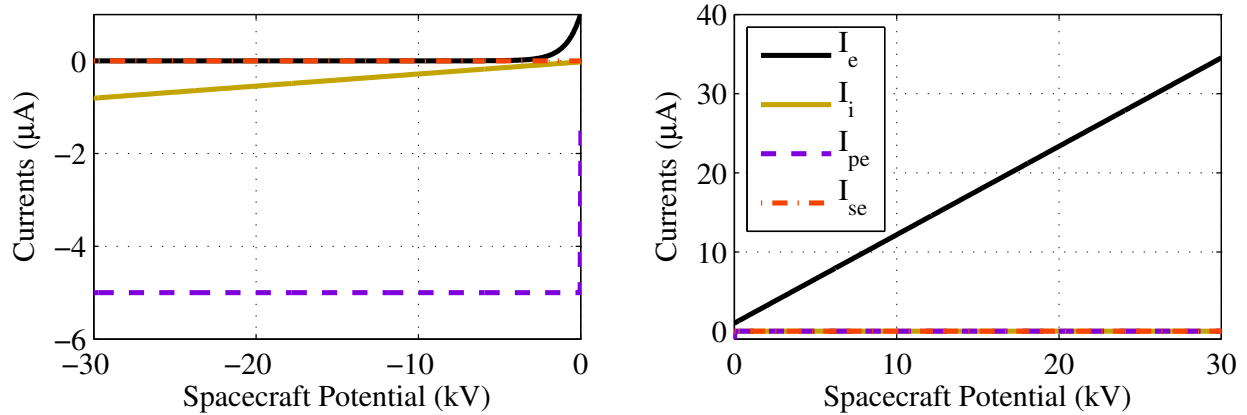 0
−2
−4
−6
Currents (μA)
−30
−20
−10
0
Spacecraft Potential (kV)
40
30
20
10
0
Currents (μA)
0
10
20
30
Spacecraft Potential (kV)
I_e
I_i
I_pe
I_se